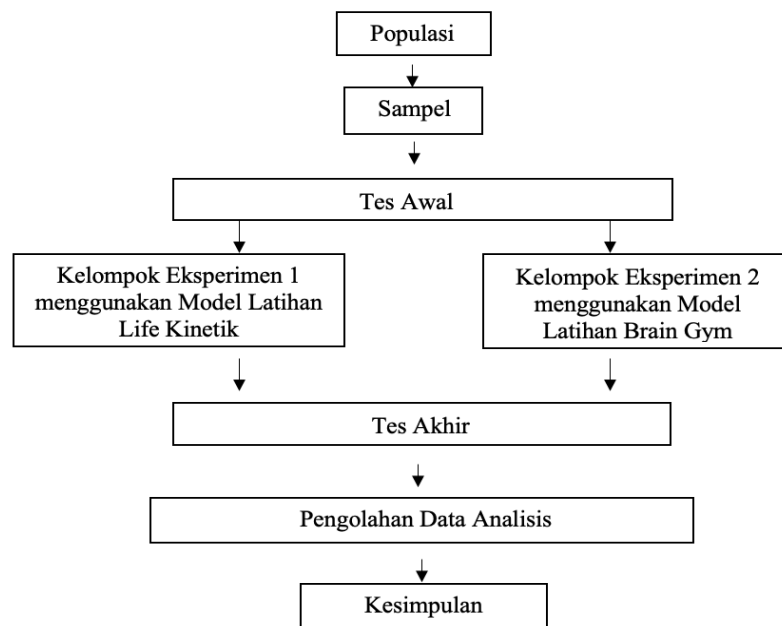 Populasi
Sampel
Tes Awal
Kelompok Eksperimen 1
menggunakan Model Latihan
Life Kinetik
Kelompok Eksperimen 2
menggunakan Model
Latihan Brain Gym
Tes Akhir
Pengolahan Data Analisis
Kesimpulan